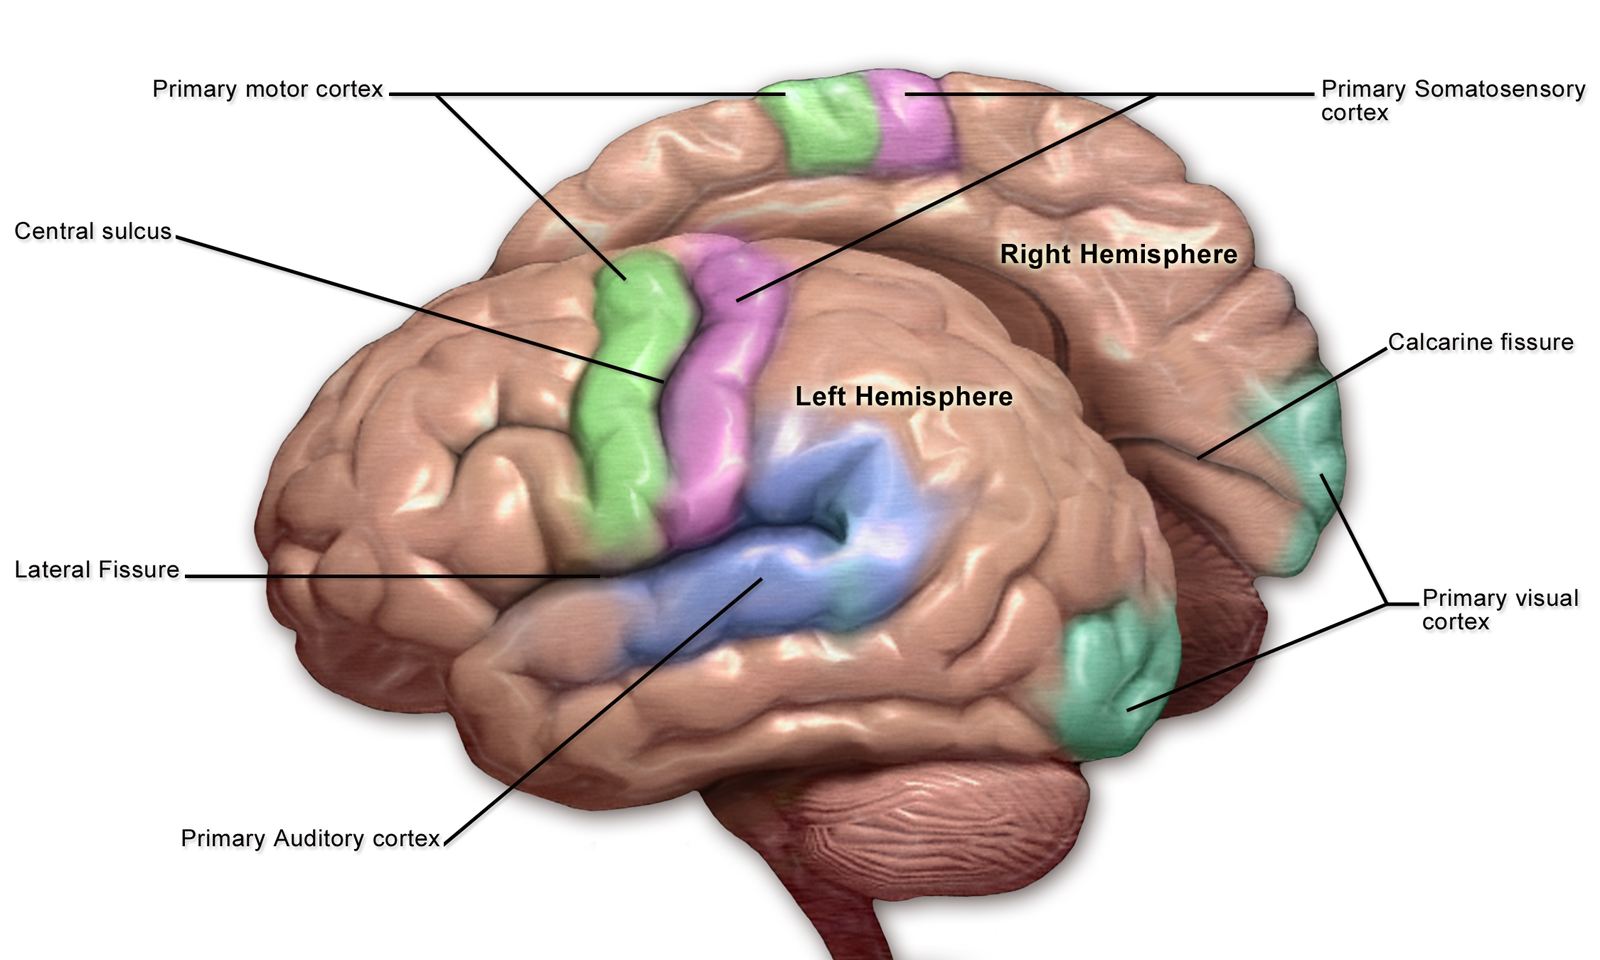 Primary motor cortex
Primary Somatosensory
cortex
Central sulcus
Right Hemisphere
Calcarine fissure
Left Hemisphere
Lateral Fissure
Primary visual
cortex
Primary Auditory cortex